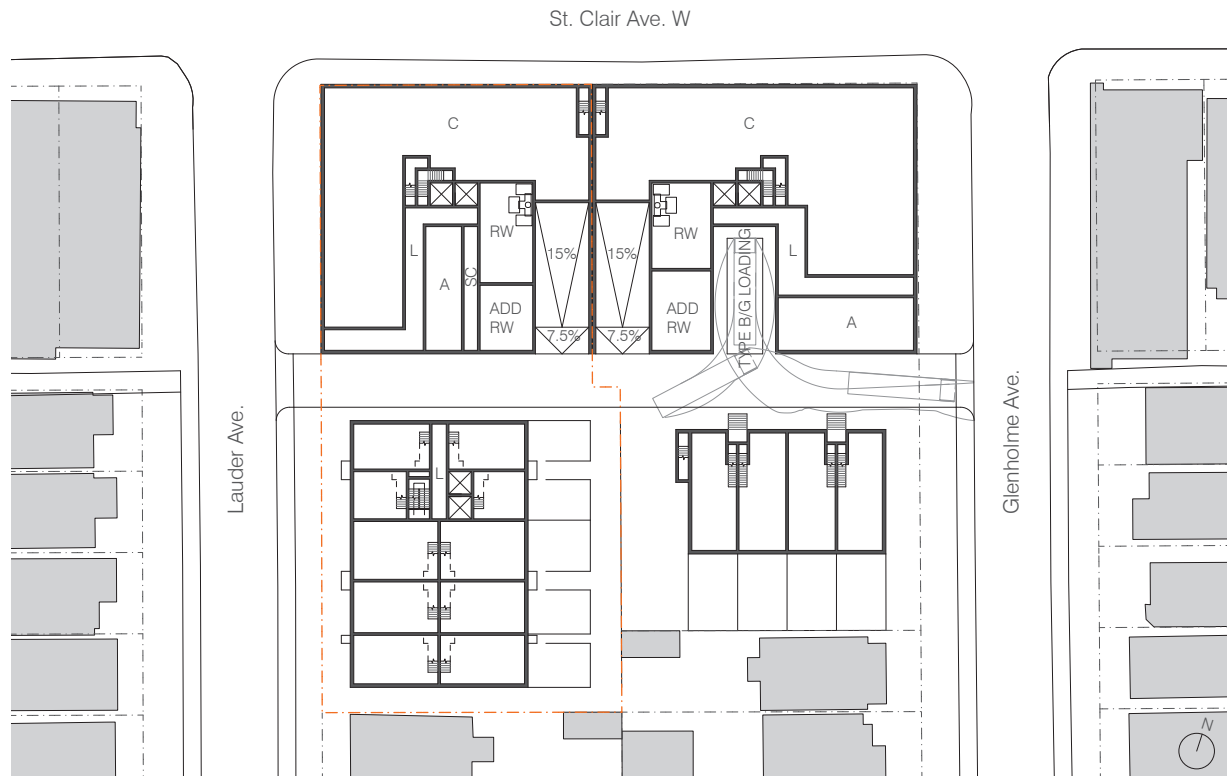 St. Clair Ave. W
C
C
RW
RW
15%
15%
L
L
SC
A
A
ADD
RW
ADD
RW
7.5%
7.5%
TYPE B/G LOADING
Lauder Ave.
Glenholme Ave.
L
N